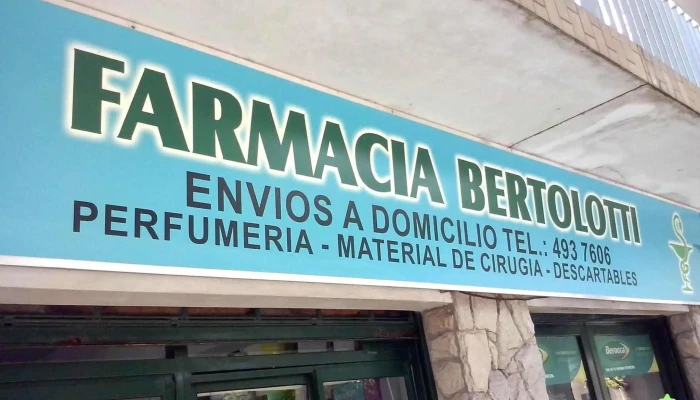 FARMACIA BERTOLOTTI
ENVIOS A DOMICILIO TEL.: 493 7606
PERFUMERIA - MATERIAL DE CIRUGIA - DESCARTABLES
Berocca